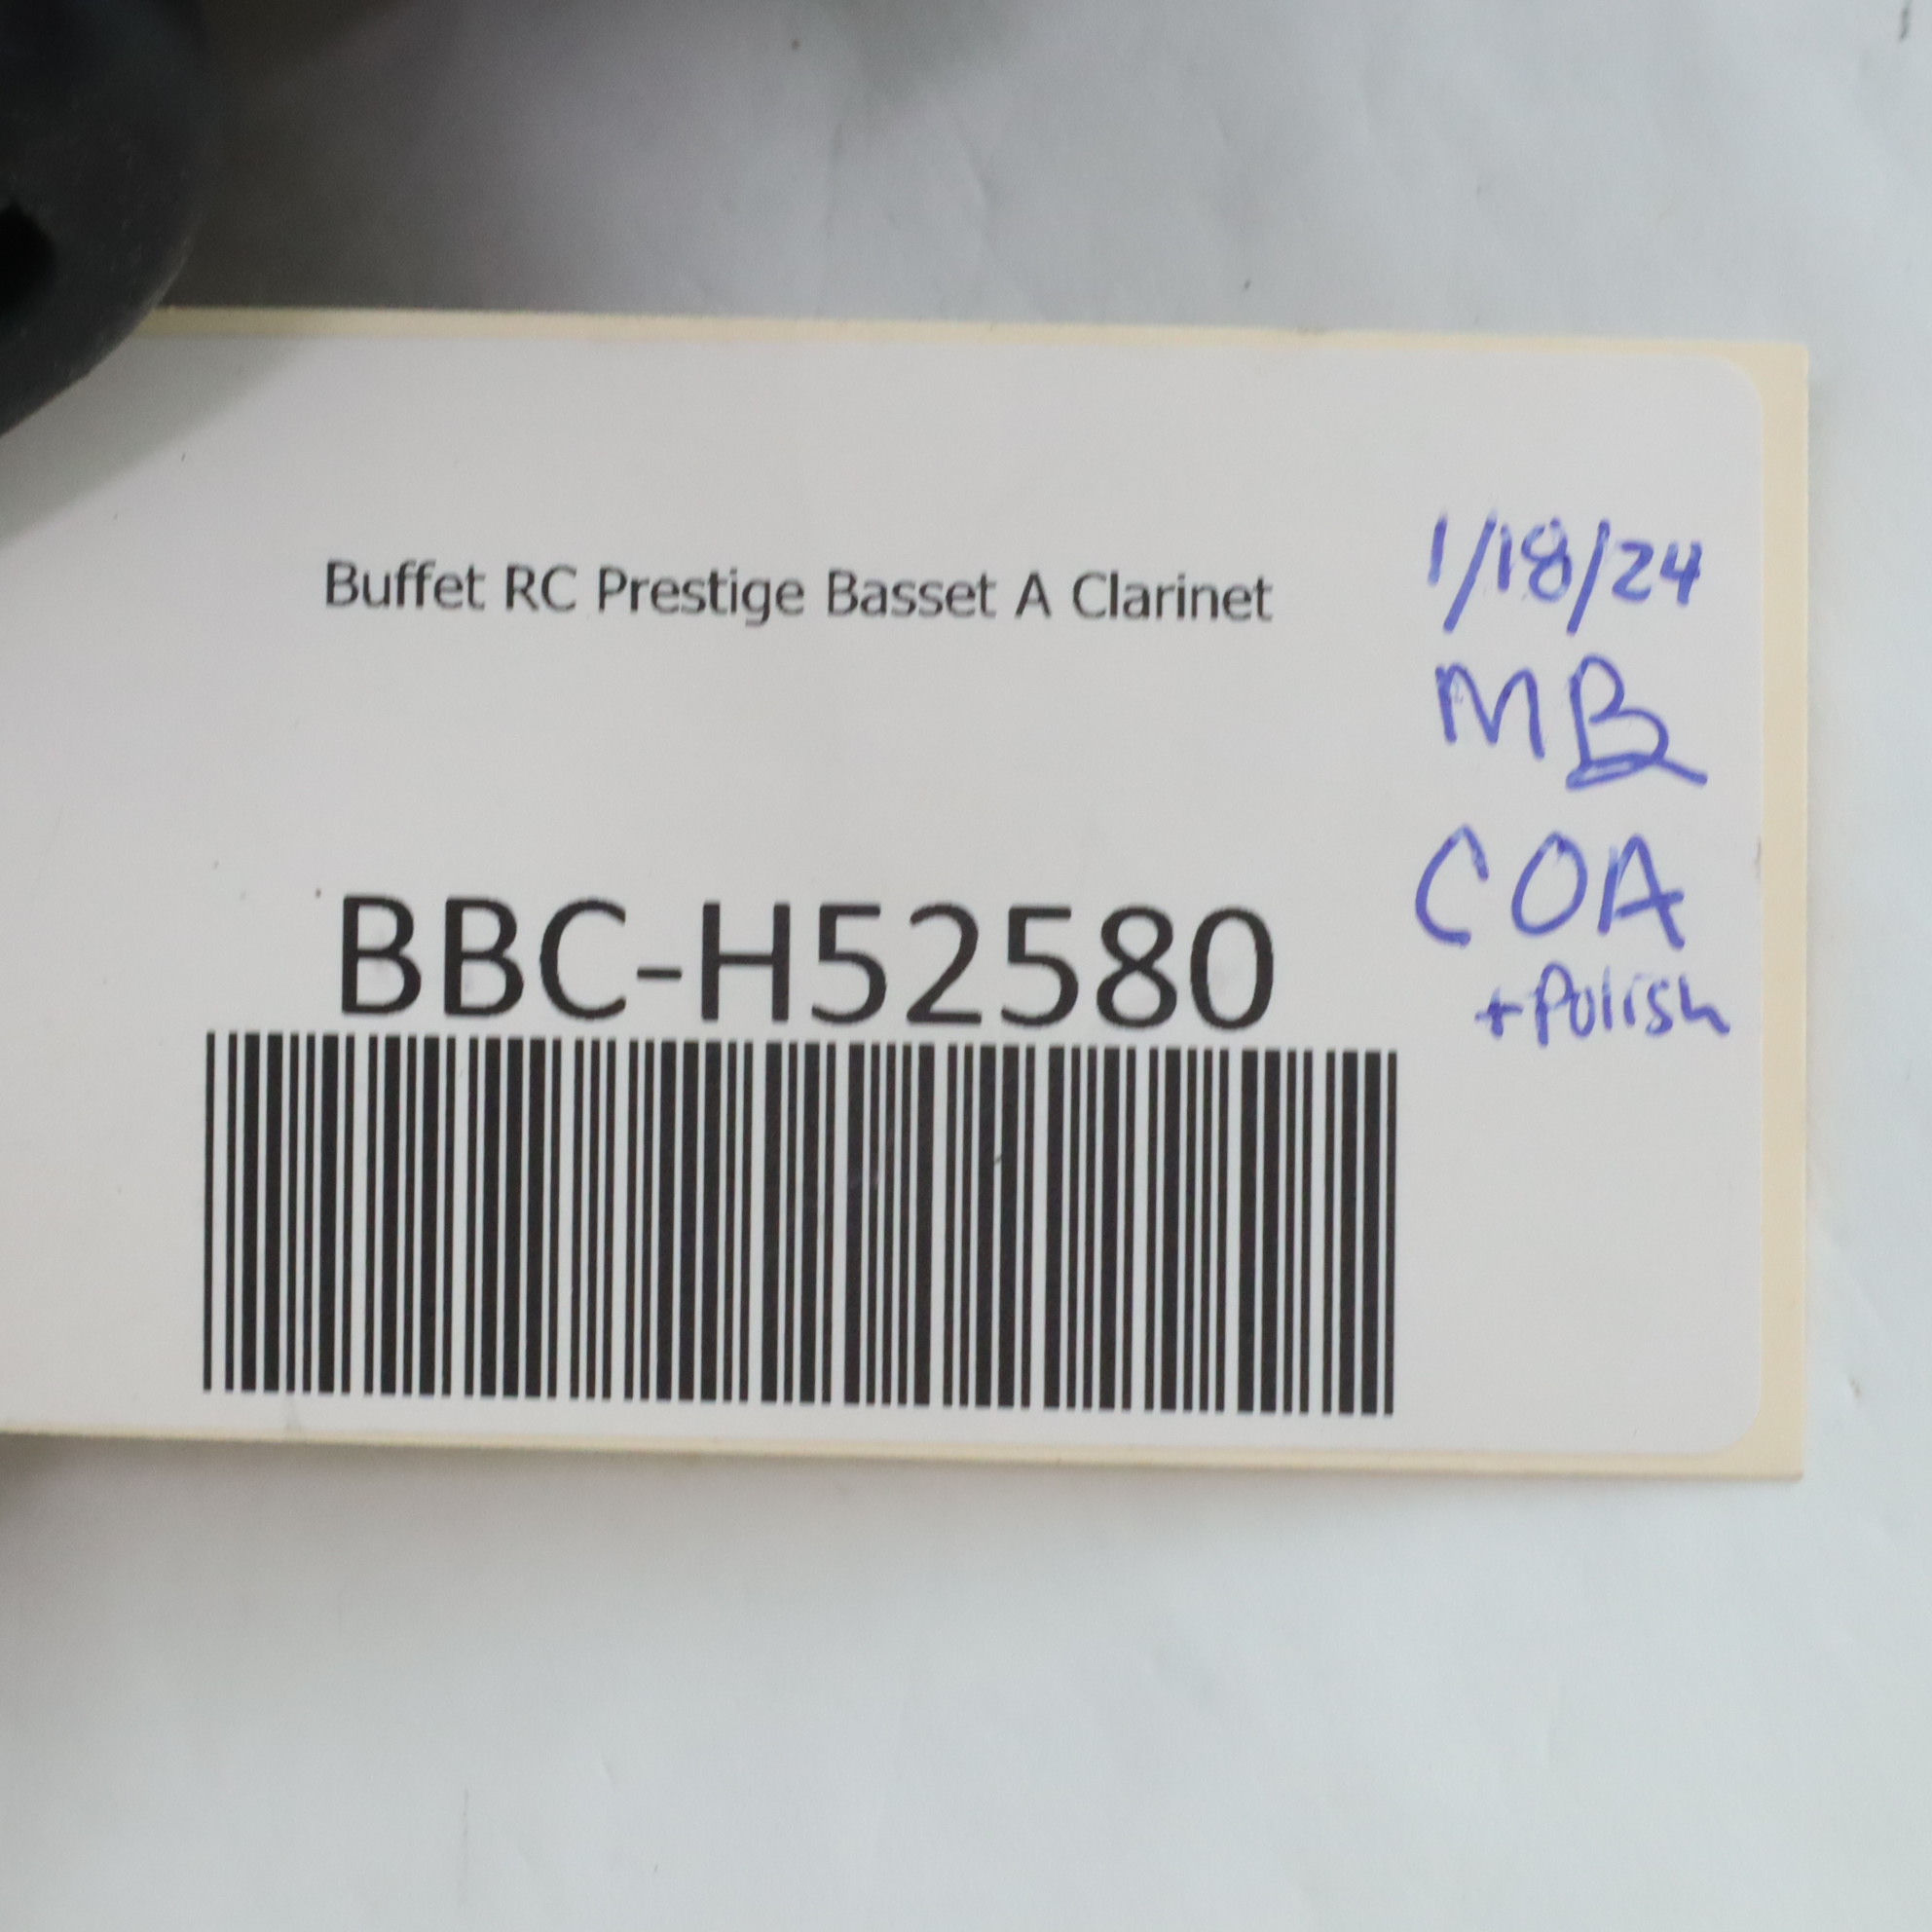 Buffet RC Prestige Basset A Clarinet
BBC-H52580
1/18/24
MB
COA
+Polish